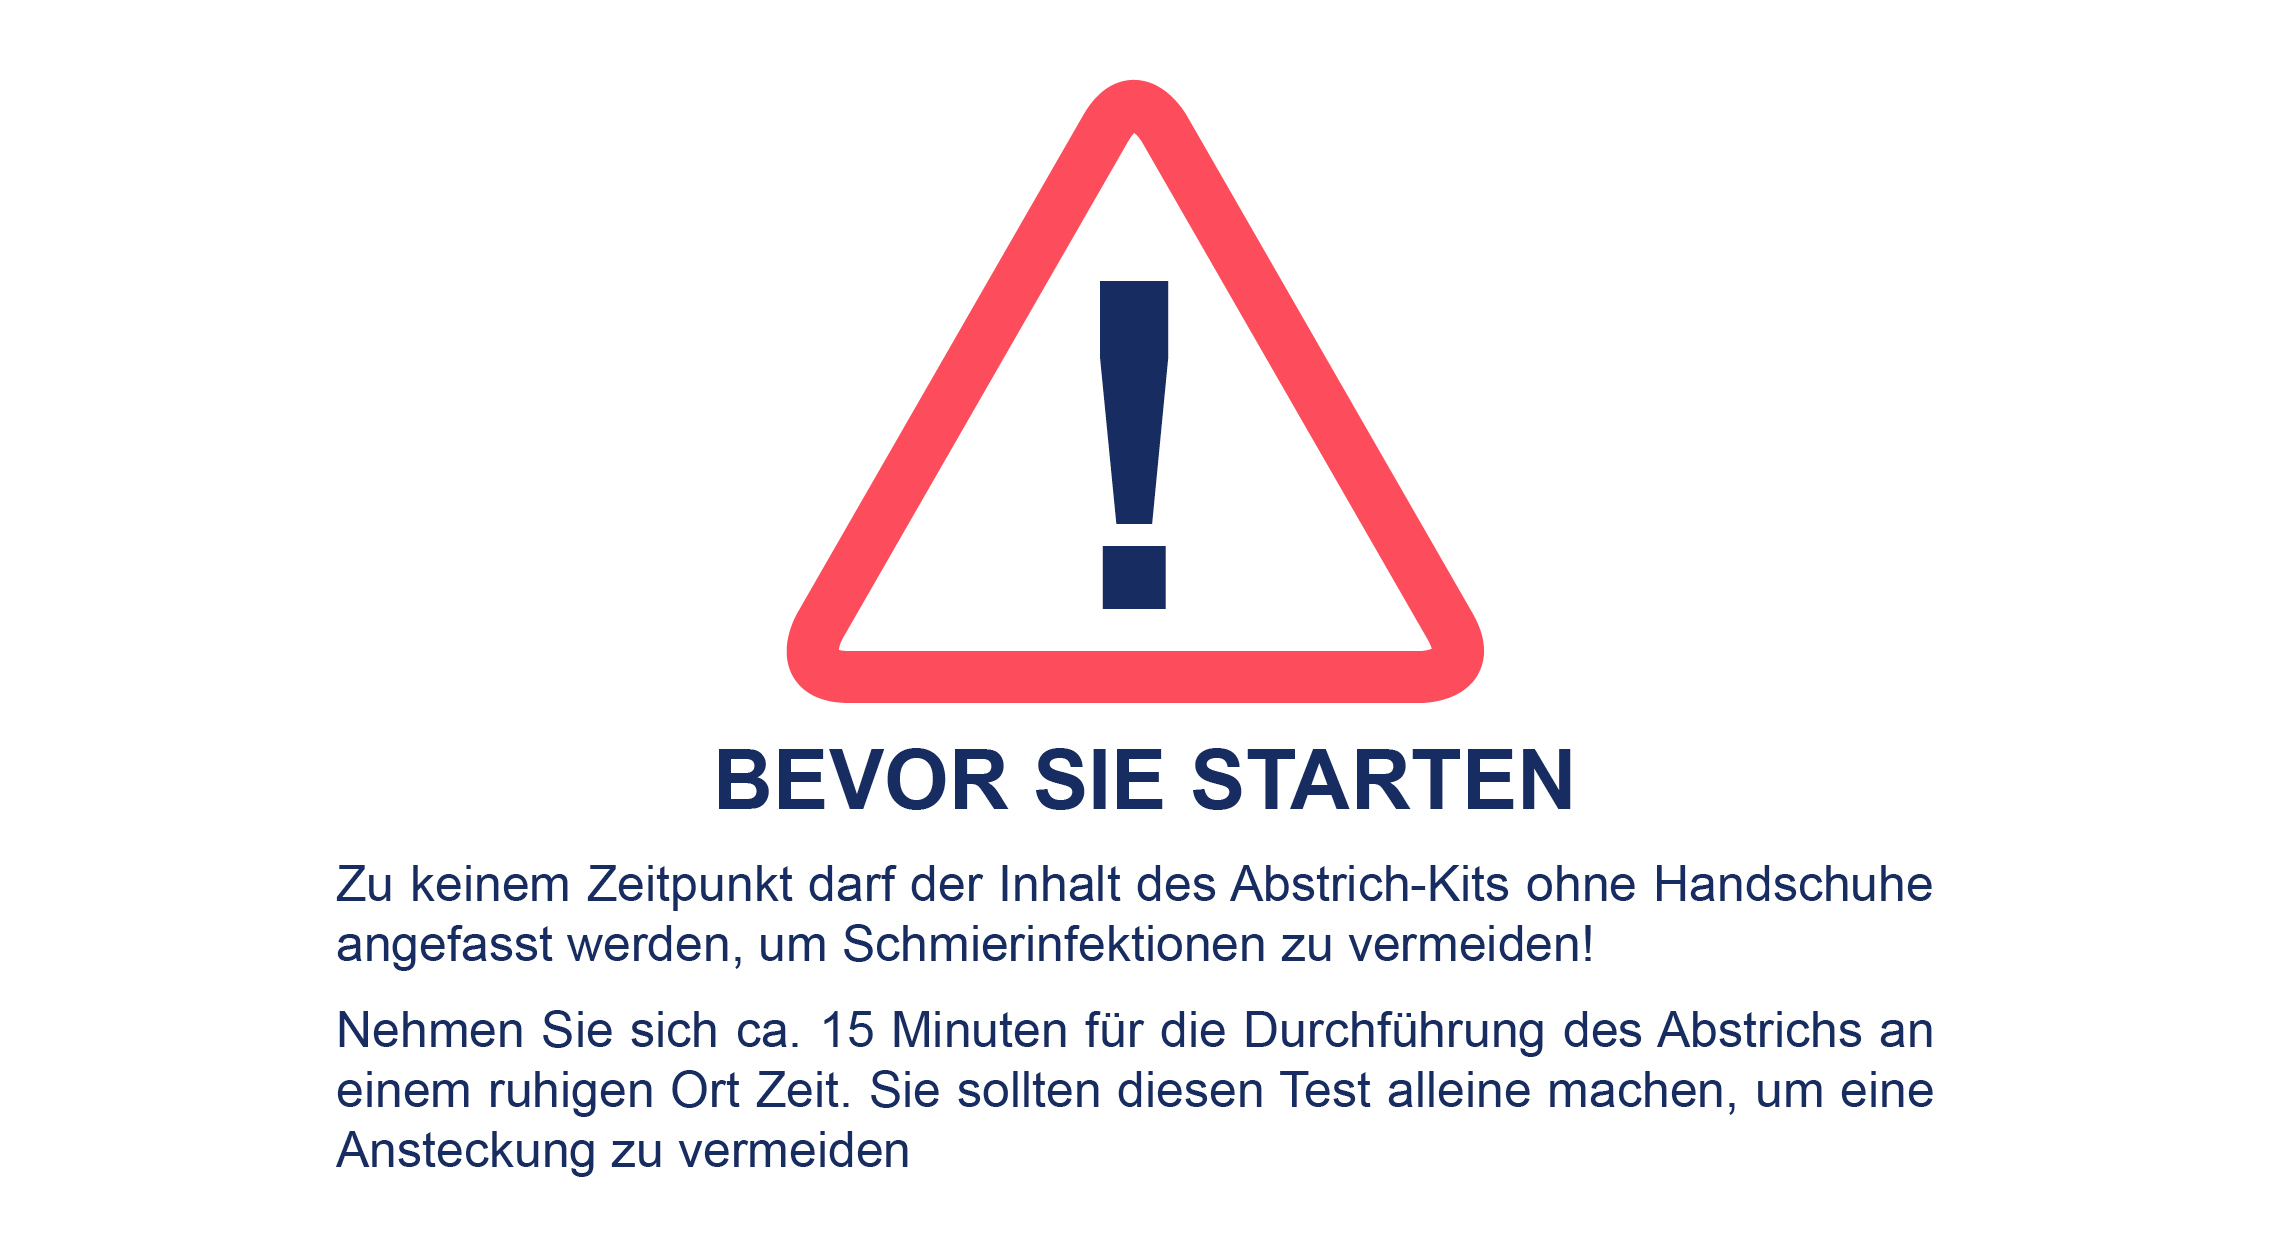 !
BEVOR SIE STARTEN
Zu keinem Zeitpunkt darf der Inhalt des Abstrich-Kits ohne Handschuhe
angefasst werden, um Schmierinfektionen zu vermeiden!
Nehmen Sie sich ca. 15 Minuten für die Durchführung des Abstrichs an
einem ruhigen Ort Zeit. Sie sollten diesen Test alleine machen, um eine
Ansteckung zu vermeiden